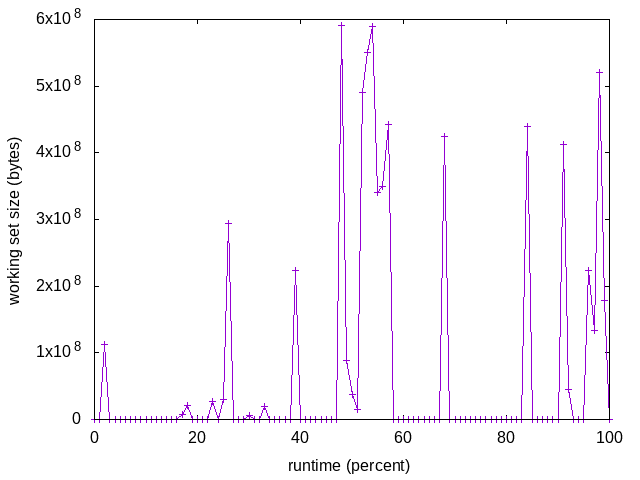 6x10^8
5x10^8
4x10^8
3x10^8
2x10^8
1x10^8
0
working set size (bytes)
0 20 40 60 80 100
runtime (percent)